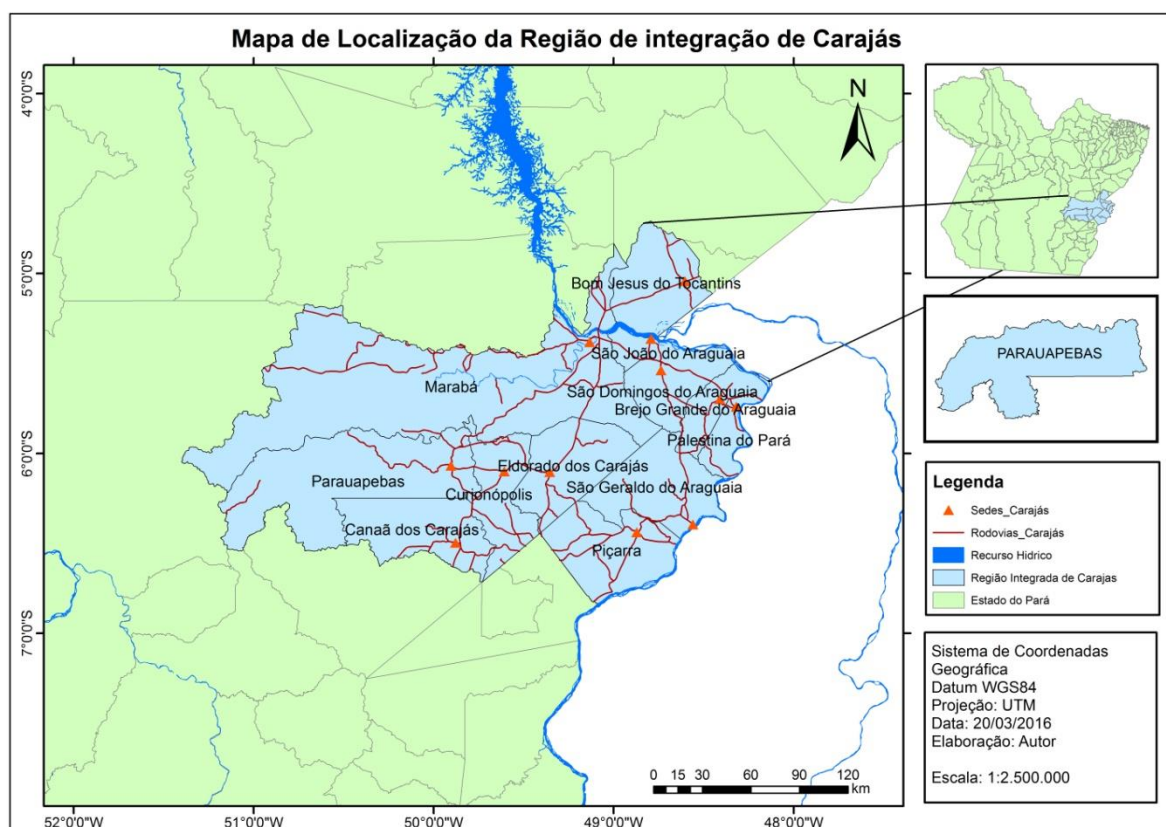 Mapa de Localização da Região de integração de Carajás
4°0'0"S
5°0'0"S
6°0'0"S
7°0'0"S
N
Bom Jesus do Tocantins
São João do Araguaia
Marabá
São Domingos do Araguaia
Brejo Grande do Araguaia
Palestina do Pará
Eldorado dos Carajás
Parauapebas
Curionópolis
São Geraldo do Araguaia
Canaã dos Carajás
Piçarra
0 15 30 60 90 120
km
52°0'0"W
51°0'0"W
50°0'0"W
49°0'0"W
48°0'0"W
PARAUAPEBAS
Legenda
Sedes_Carajás
Rodovias_Carajás
Recurso Hidrico
Região Integrada de Carajas
Estado do Pará
Sistema de Coordenadas
Geográfica
Datum WGS84
Projeção: UTM
Data: 20/03/2016
Elaboração: Autor
Escala: 1:2.500.000